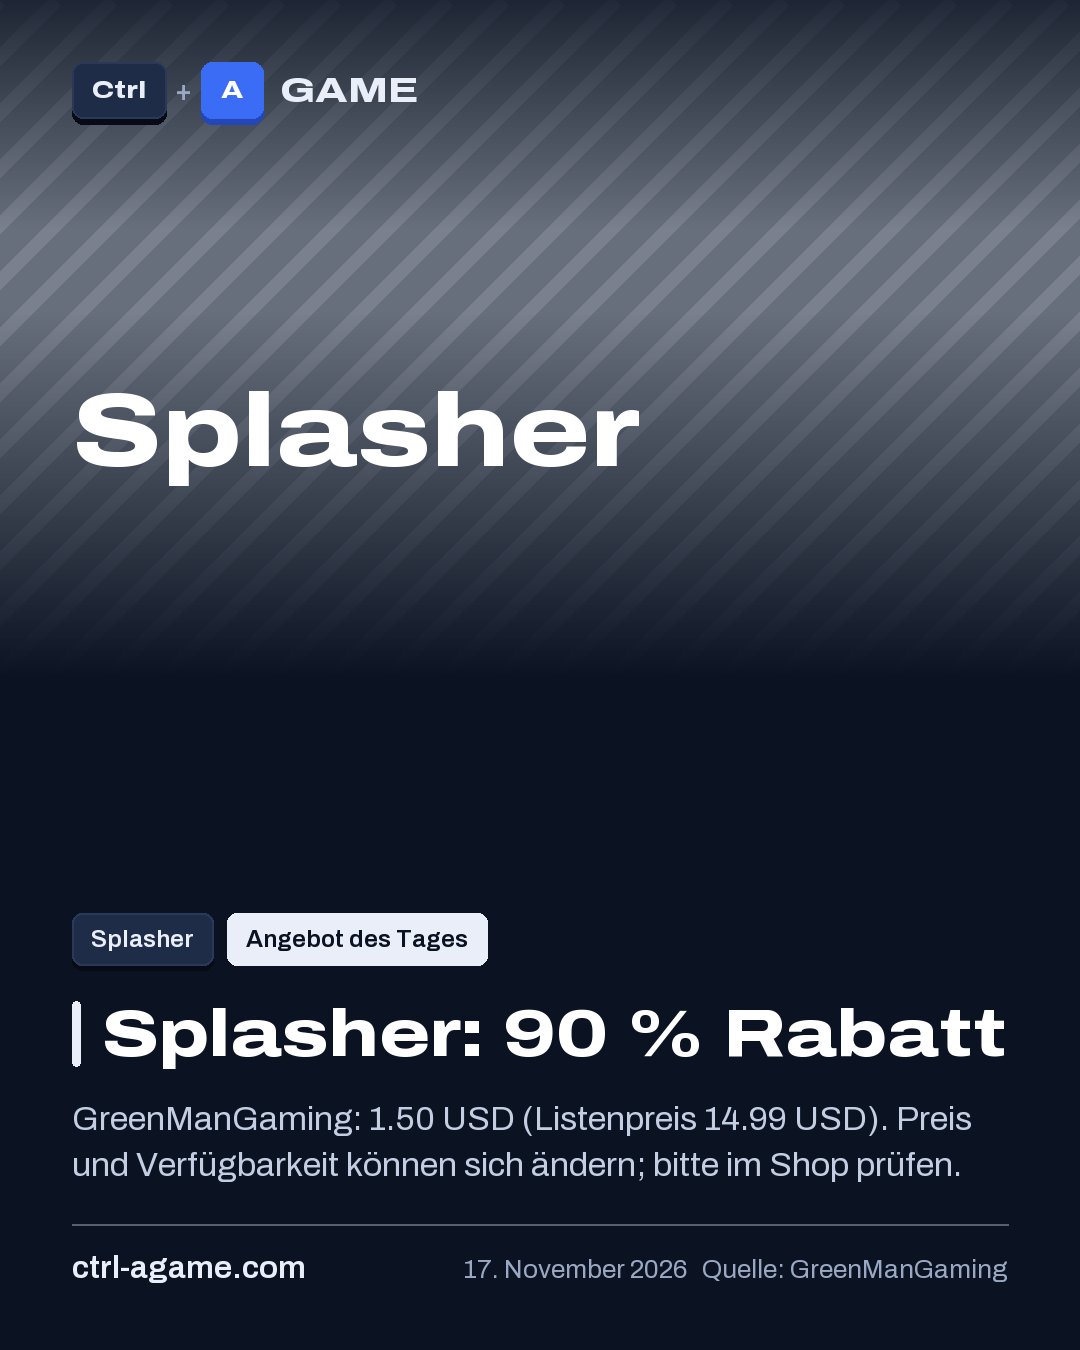 Ctrl + A GAME
Splasher
Splasher Angebot des Tages
Splasher: 90 % Rabatt
GreenManGaming: 1.50 USD (Listenpreis 14.99 USD). Preis
und Verfügbarkeit können sich ändern; bitte im Shop prüfen.
ctrl-agame.com 17. November 2026 Quelle: GreenManGaming